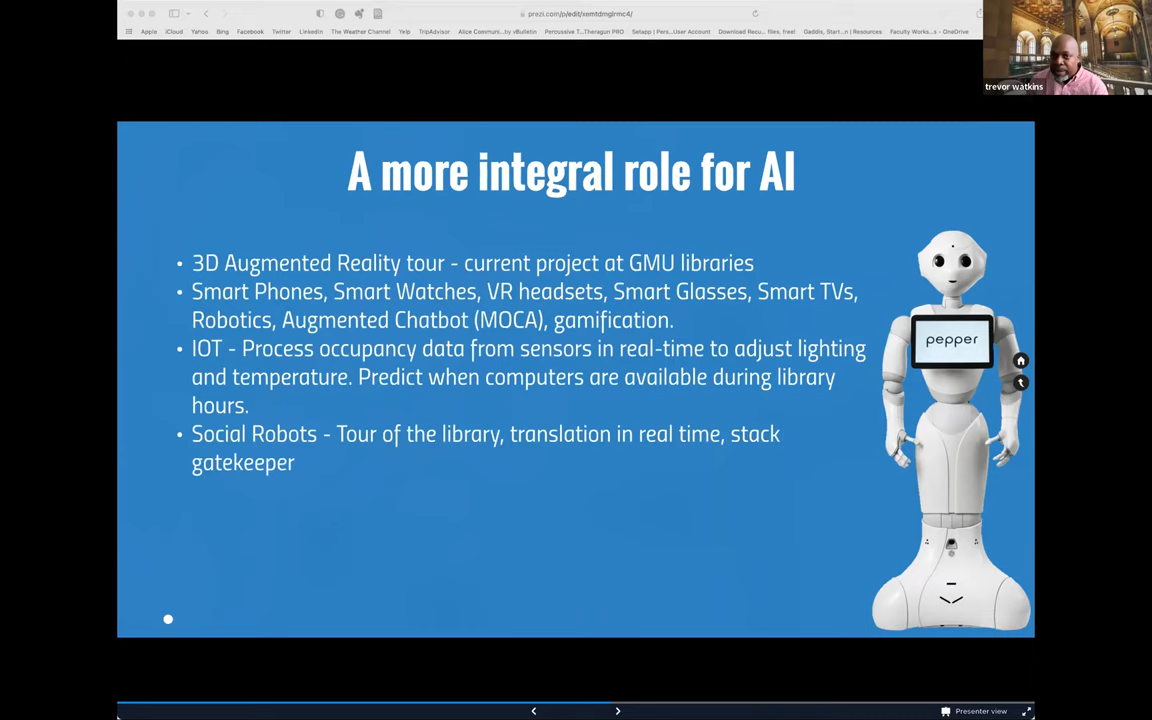 prezi.com/p/edit/xemtdmglrmc4/
Apple iCloud Yahoo Bing Facebook Twitter LinkedIn The Weather Channel Yelp TripAdvisor Alice Communi...by vBulletin Percussive T...Theragun PRO Setapp | Pers...User Account Download Recu... files, free! Gaddis, Start...n | Resources Faculty Works...s - OneDrive
trevor watkins
A more integral role for AI
• 3D Augmented Reality tour - current project at GMU libraries
• Smart Phones, Smart Watches, VR headsets, Smart Glasses, Smart TVs,
Robotics, Augmented Chatbot (MOCA), gamification.
• IOT - Process occupancy data from sensors in real-time to adjust lighting
and temperature. Predict when computers are available during library
hours.
• Social Robots - Tour of the library, translation in real time, stack
gatekeeper
pepper
Presenter view